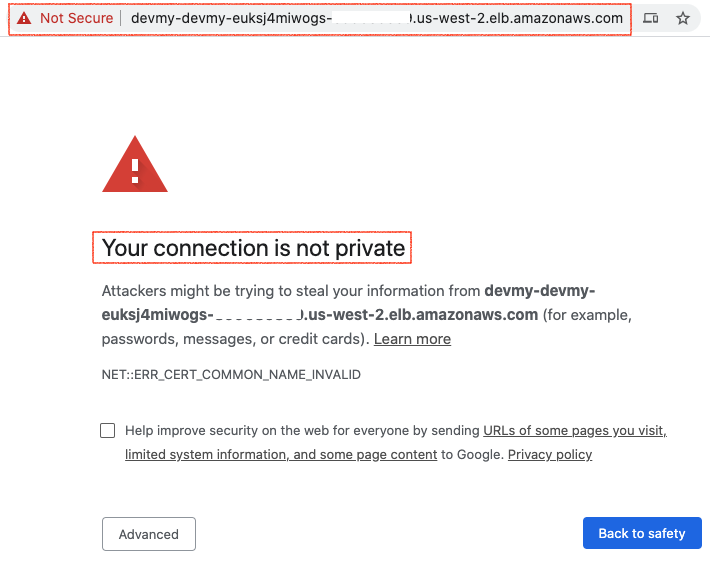 Not Secure devmy-devmy-euksj4miwogs- .us-west-2.elb.amazonaws.com
Your connection is not private
Attackers might be trying to steal your information from devmy-devmy-
euksj4miwogs- .us-west-2.elb.amazonaws.com (for example,
passwords, messages, or credit cards). Learn more
NET::ERR_CERT_COMMON_NAME_INVALID
Help improve security on the web for everyone by sending URLs of some pages you visit,
limited system information, and some page content to Google. Privacy policy
Advanced
Back to safety